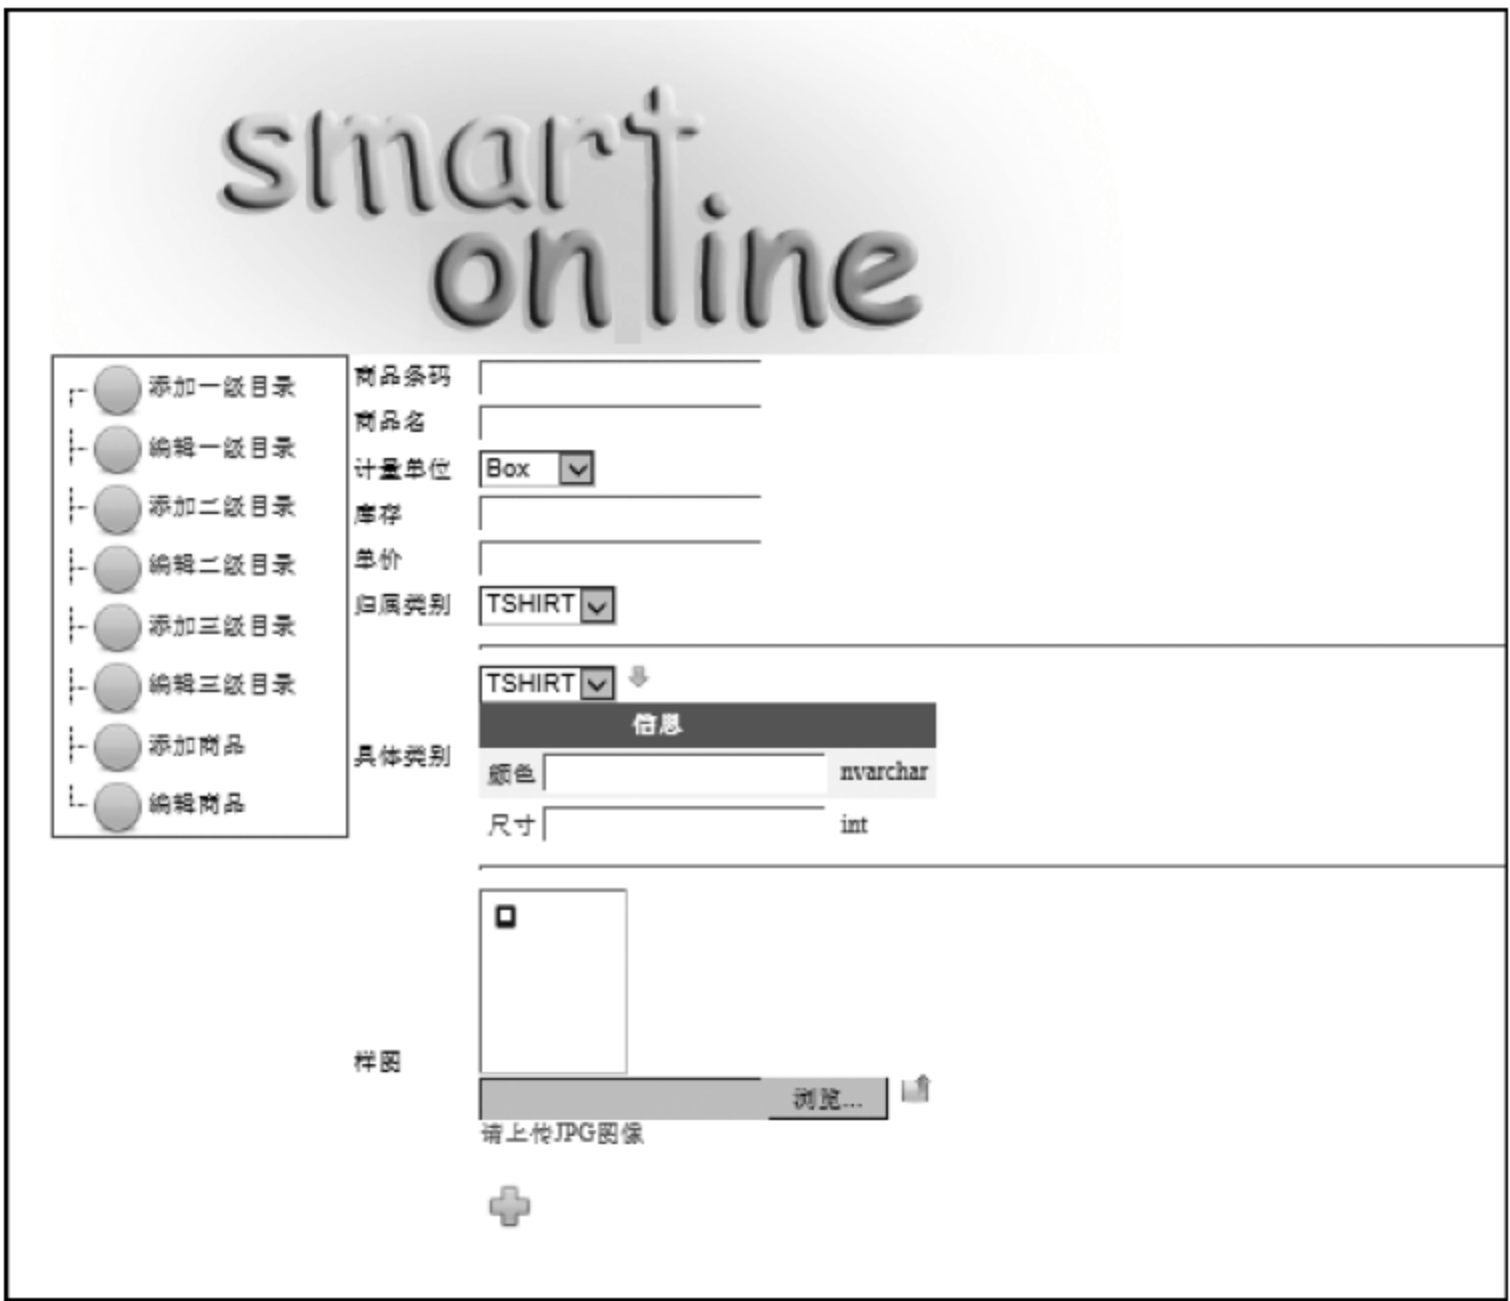 smart
online
添加一级目录
编辑一级目录
添加二级目录
编辑二级目录
添加三级目录
编辑三级目录
添加商品
编辑商品
商品条码
商品名
计量单位 Box
库存
单价
归属类别 TSHIRT
TSHIRT
具体类别
信息
颜色 nvarchar
尺寸 int
样图
浏览...
请上传JPG图像